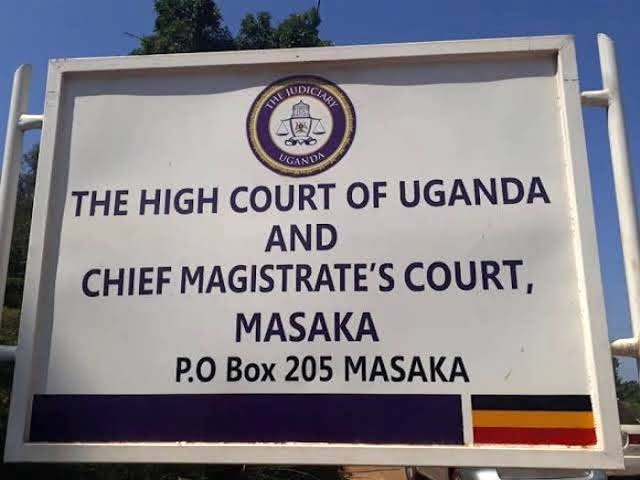 THE JUDICIARY
UGANDA
THE HIGH COURT OF UGANDA
AND
CHIEF MAGISTRATE'S COURT,
MASAKA
P.O Box 205 MASAKA